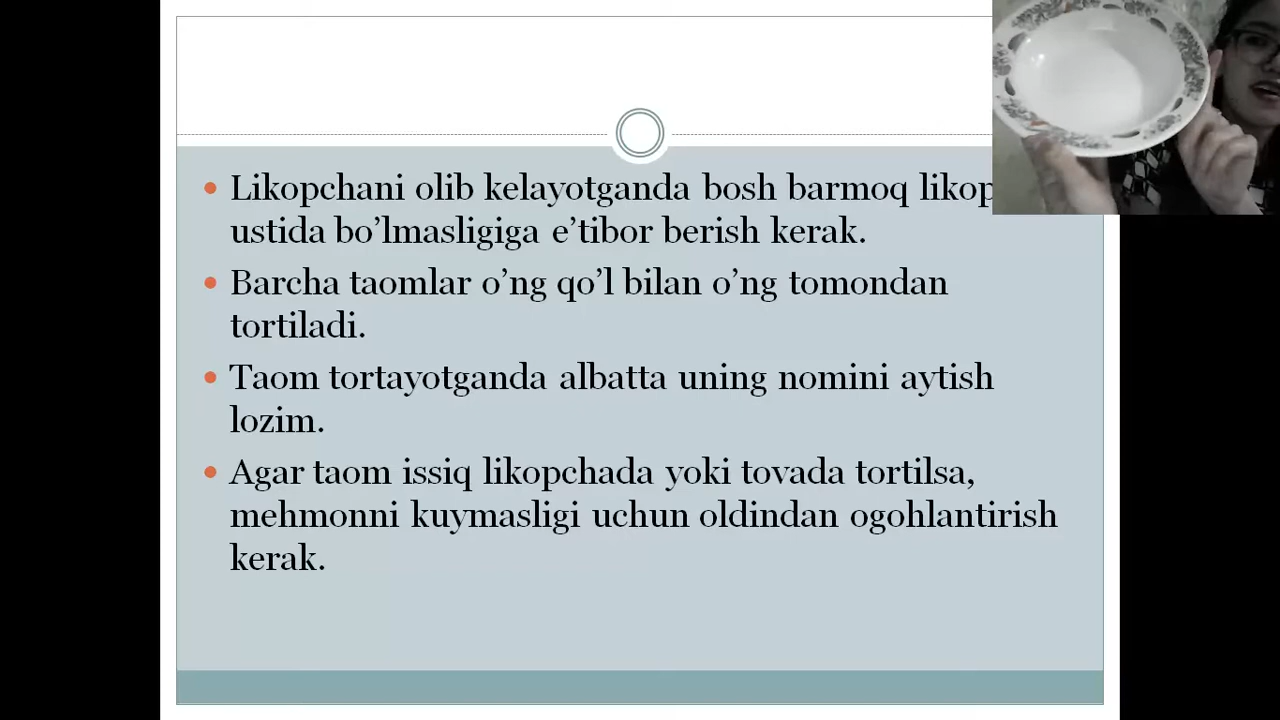 Likopchani olib kelayotganda bosh barmoq
ustida bo’lmasligiga e’tibor berish kerak.
Barcha taomlar o’ng qo’l bilan o’ng tomondan
tortiladi.
Taom tortayotganda albatta uning nomini aytish
lozim.
Agar taom issiq likopchada yoki tovada tortilsa,
mehmonni kuymasligi uchun oldindan ogohlantirish
kerak.